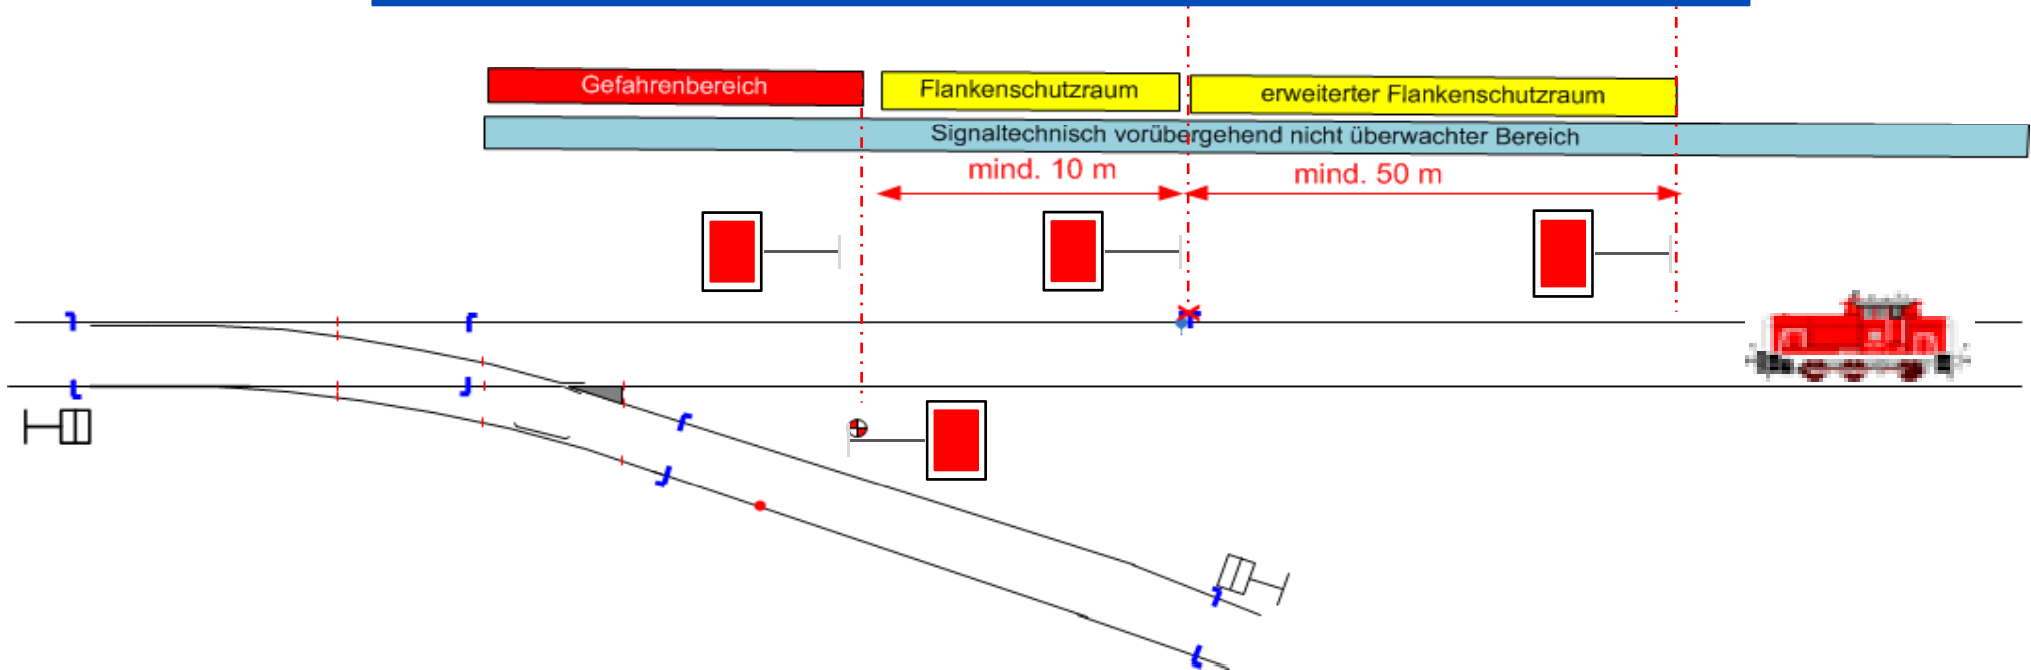 Gefahrenbereich
Flankenschutzraum
erweiterter Flankenschutzraum
Signaltechnisch vorübergehend nicht überwachter Bereich
mind. 10 m
mind. 50 m